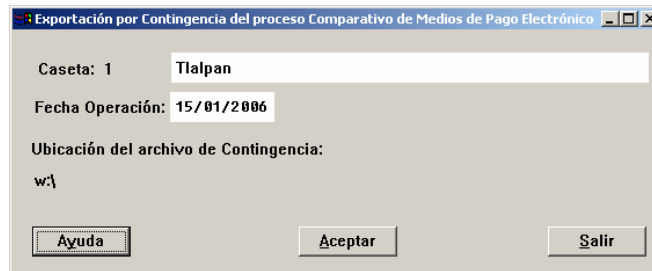 Exportación por Contingencia del proceso Comparativo de Medios de Pago Electrónico
Caseta: 1 Tlalpan
Fecha Operación: 15/01/2006
Ubicación del archivo de Contingencia:
w:\
Ayuda Aceptar Salir